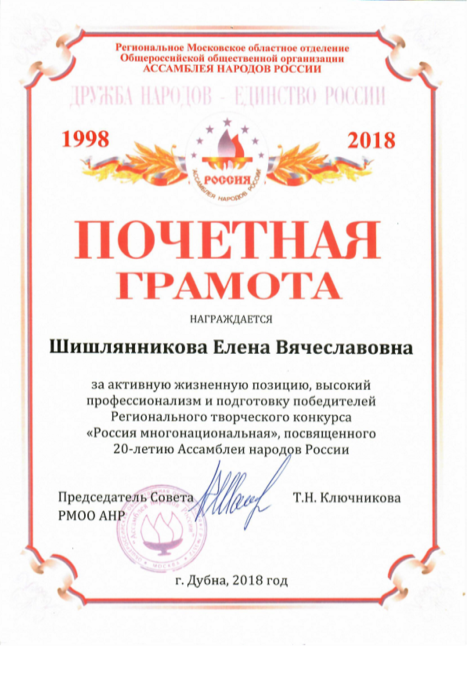 Региональное Московское областное отделение
Общероссийской общественной организации
АССАМБЛЕЯ НАРОДОВ РОССИИ
ДРУЖБА НАРОДОВ - ЕДИНСТВО РОССИИ
1998
2018
РОССИЯ
АССАМБЛЕЯ НАРОДОВ РОССИИ
ПОЧЕТНАЯ
ГРАМОТА
НАГРАЖДАЕТСЯ
Шишлянникова Елена Вячеславовна
за активную жизненную позицию, высокий
профессионализм и подготовку победителей
Регионального творческого конкурса
«Россия многонациональная», посвященного
20-летию Ассамблеи народов России
Председатель Совета
Т.Н. Ключникова
РМОО АНР
г. Дубна, 2018 год